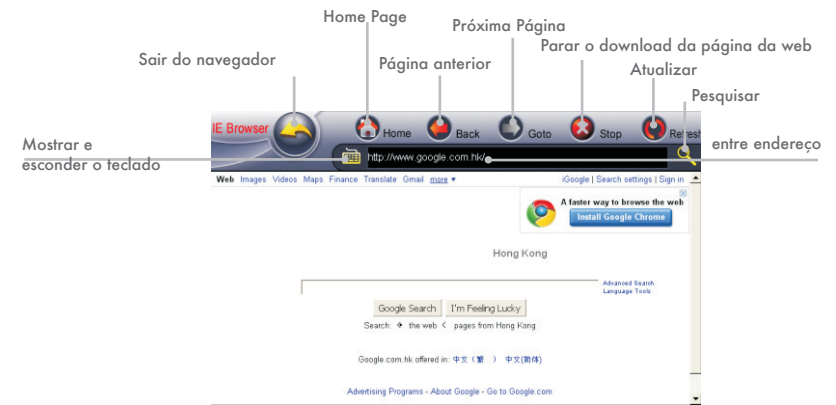 Home Page
Próxima Página
Parar o download da página da web
Sair do navegador
Página anterior
Atualizar
Pesquisar
IE Browser
Home
Back
Goto
Stop
Refresh
Mostrar e
esconder o teclado
http://www.google.com.hk/
entre endereço
Web Images Videos Maps Finance Translate Gmail more ▼
iGoogle | Search settings | Sign in
A faster way to browse the web
Install Google Chrome
Hong Kong
Advanced Search
Language Tools
Google Search
I'm Feeling Lucky
Search: the web pages from Hong Kong
Google.com.hk offered in: 中文（繁 ） 中文(简体)
Advertising Programs - About Google - Go to Google.com